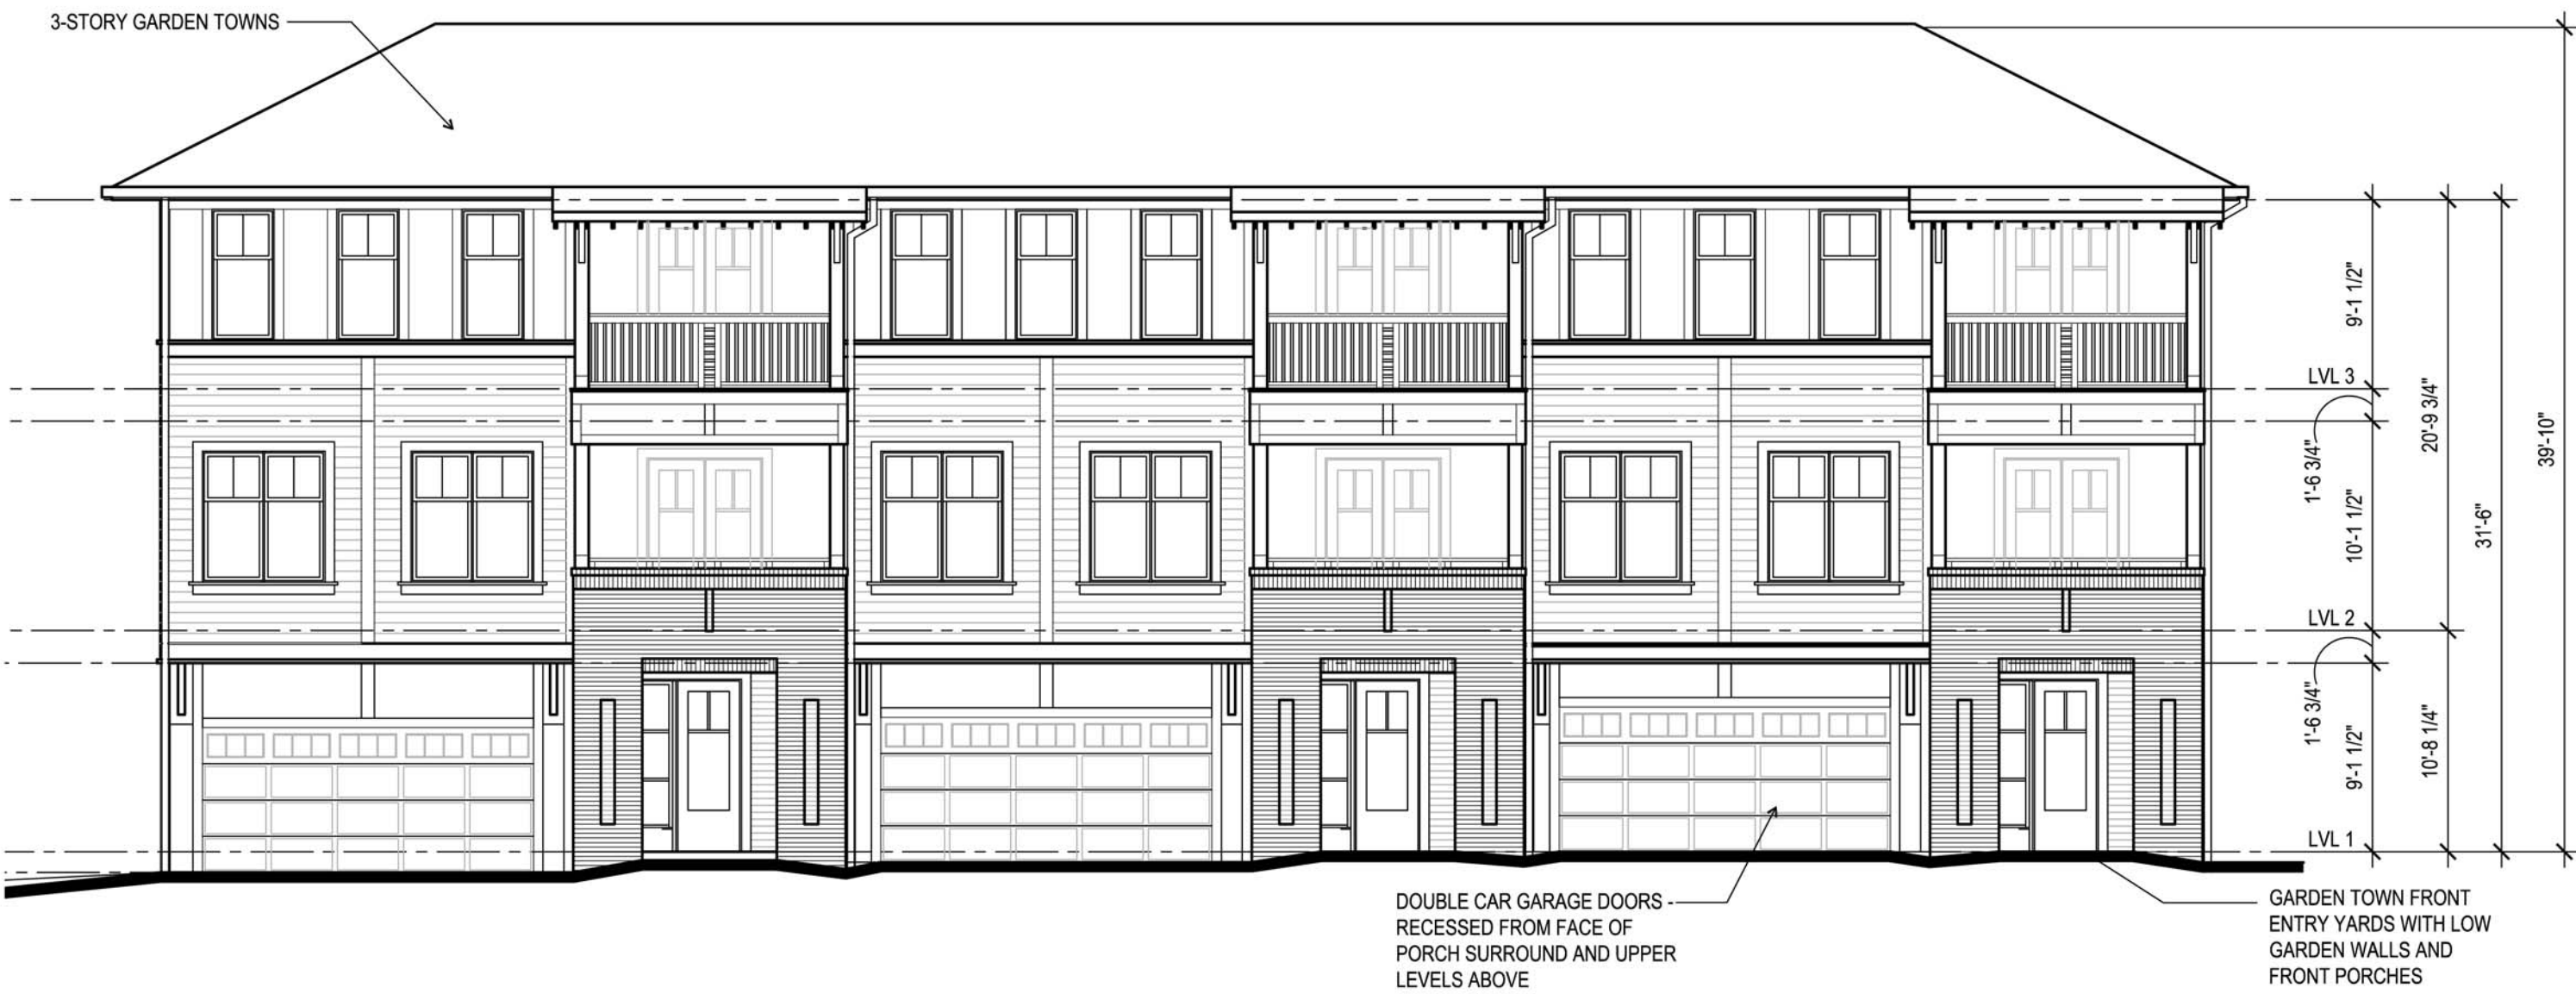 3-STORY GARDEN TOWNS
9'-1 1/2"
LVL 3
1'-6 3/4"
20'-9 3/4"
39'-10"
10'-1 1/2"
31'-6"
LVL 2
1'-6 3/4"
9'-1 1/2"
10'-8 1/4"
LVL 1
DOUBLE CAR GARAGE DOORS -
RECESSED FROM FACE OF
PORCH SURROUND AND UPPER
LEVELS ABOVE
GARDEN TOWN FRONT
ENTRY YARDS WITH LOW
GARDEN WALLS AND
FRONT PORCHES